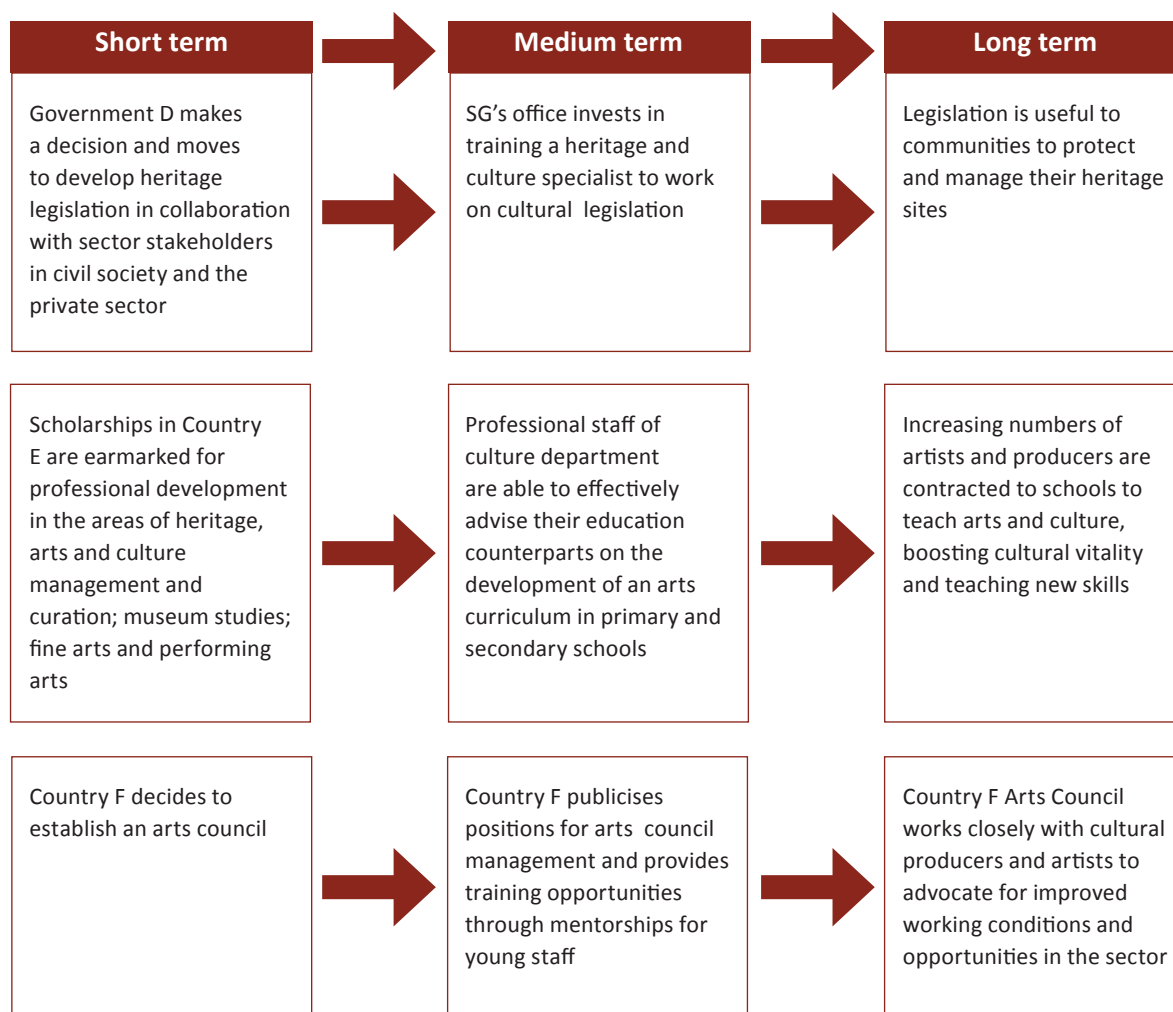 Short term
Medium term
Long term
Government D makes
a decision and moves
to develop heritage
legislation in collaboration
with sector stakeholders
in civil society and the
private sector
SG’s office invests in
training a heritage and
culture specialist to work
on cultural legislation
Legislation is useful to
communities to protect
and manage their heritage
sites
Scholarships in Country
E are earmarked for
professional development
in the areas of heritage,
arts and culture
management and
curation; museum studies;
fine arts and performing
arts
Professional staff of
culture department
are able to effectively
advise their education
counterparts on the
development of an arts
curriculum in primary and
secondary schools
Increasing numbers of
artists and producers are
contracted to schools to
teach arts and culture,
boosting cultural vitality
and teaching new skills
Country F decides to
establish an arts council
Country F publicises
positions for arts council
management and provides
training opportunities
through mentorships for
young staff
Country F Arts Council
works closely with cultural
producers and artists to
advocate for improved
working conditions and
opportunities in the sector